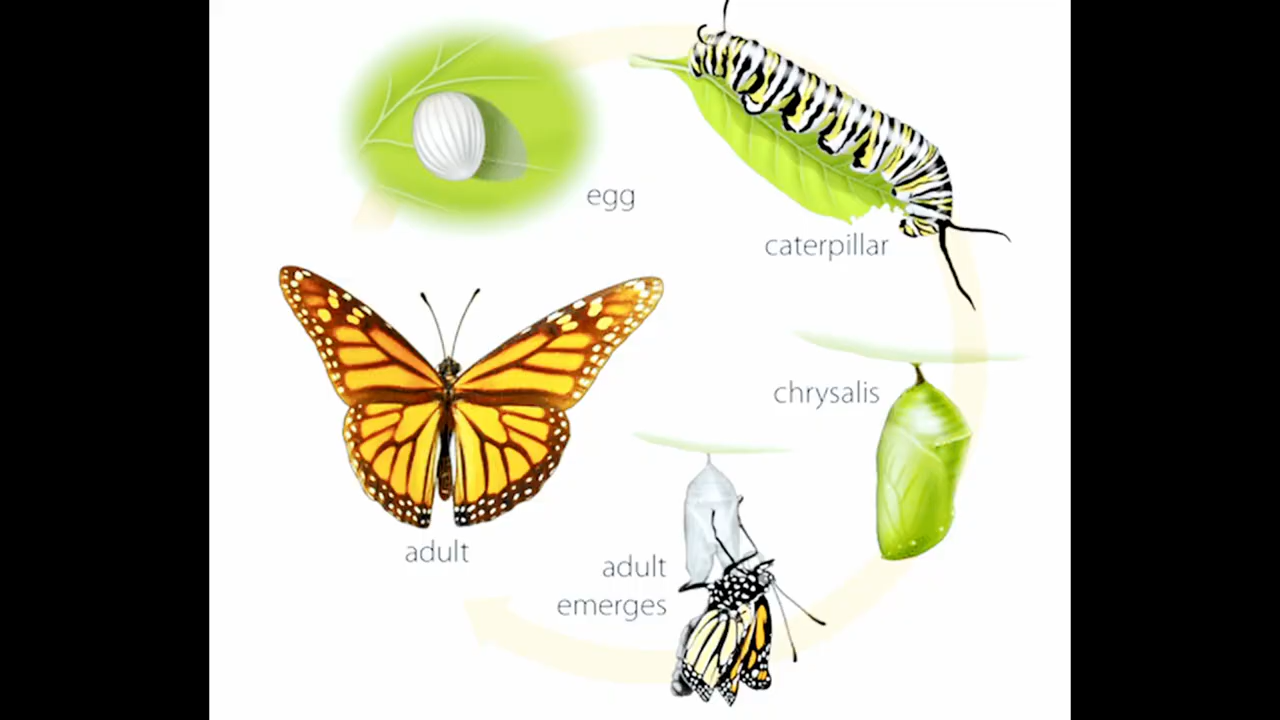 egg
caterpillar
chrysalis
adult
emerges
adult